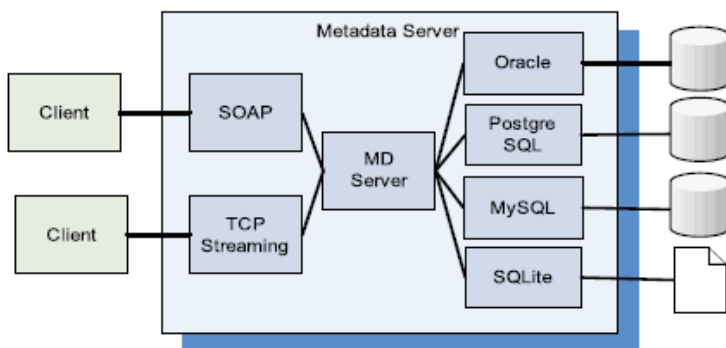 Metadata Server
Client
SOAP
Oracle
Postgre
SQL
MD
Server
Client
TCP
Streaming
MySQL
SQLite